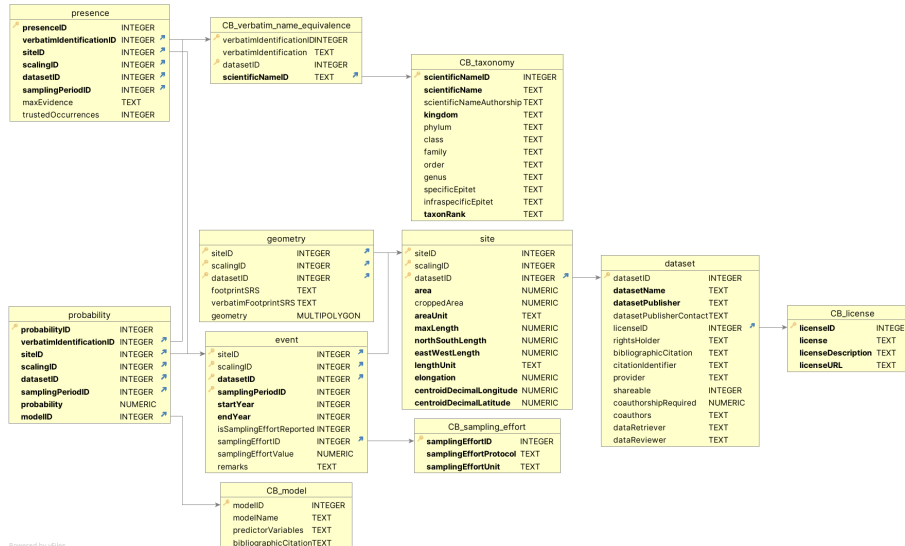 presence
presenceID INTEGER
verbatimIdentificationID INTEGER
siteID INTEGER
scalingID INTEGER
datasetID INTEGER
samplingPeriodID INTEGER
maxEvidence TEXT
trustedOccurrences INTEGER
CB_verbatim_name_equivalence
verbatimIdentificationID INTEGER
verbatimIdentification TEXT
datasetID INTEGER
scientificNameID TEXT
CB_taxonomy
scientificNameID INTEGER
scientificName TEXT
scientificNameAuthorship TEXT
kingdom TEXT
phylum TEXT
class TEXT
family TEXT
order TEXT
genus TEXT
specificEpitet TEXT
infraspecificEpitet TEXT
taxonRank TEXT
geometry
siteID INTEGER
scalingID INTEGER
datasetID INTEGER
footprintSRS TEXT
verbatimFootprintSRS TEXT
geometry MULTIPOLYGON
site
siteID INTEGER
scalingID INTEGER
datasetID INTEGER
area NUMERIC
croppedArea NUMERIC
areaUnit TEXT
maxLength NUMERIC
northSouthLength NUMERIC
eastWestLength NUMERIC
lengthUnit TEXT
elongation NUMERIC
centroidDecimalLongitude NUMERIC
centroidDecimalLatitude NUMERIC
dataset
datasetID INTEGER
datasetName TEXT
datasetPublisher TEXT
datasetPublisherContact TEXT
licenseID INTEGER
rightsHolder TEXT
bibliographicCitation TEXT
citationIdentifier TEXT
provider TEXT
shareable INTEGER
coauthorshipRequired NUMERIC
coauthors TEXT
dataRetriever TEXT
dataReviewer TEXT
CB_license
licenseID INTEGE
license TEXT
licenseDescription TEXT
licenseURL TEXT
probability
probabilityID INTEGER
verbatimIdentificationID INTEGER
siteID INTEGER
scalingID INTEGER
datasetID INTEGER
samplingPeriodID INTEGER
probability NUMERIC
modelID INTEGER
event
siteID INTEGER
scalingID INTEGER
datasetID INTEGER
samplingPeriodID INTEGER
startYear INTEGER
endYear INTEGER
isSamplingEffortReported INTEGER
samplingEffortID INTEGER
samplingEffortValue NUMERIC
remarks TEXT
CB_sampling_effort
samplingEffortID INTEGER
samplingEffortProtocol TEXT
samplingEffortUnit TEXT
CB_model
modelID INTEGER
modelName TEXT
predictorVariables TEXT
bibliographicCitation TEXT
Powered by yFiles